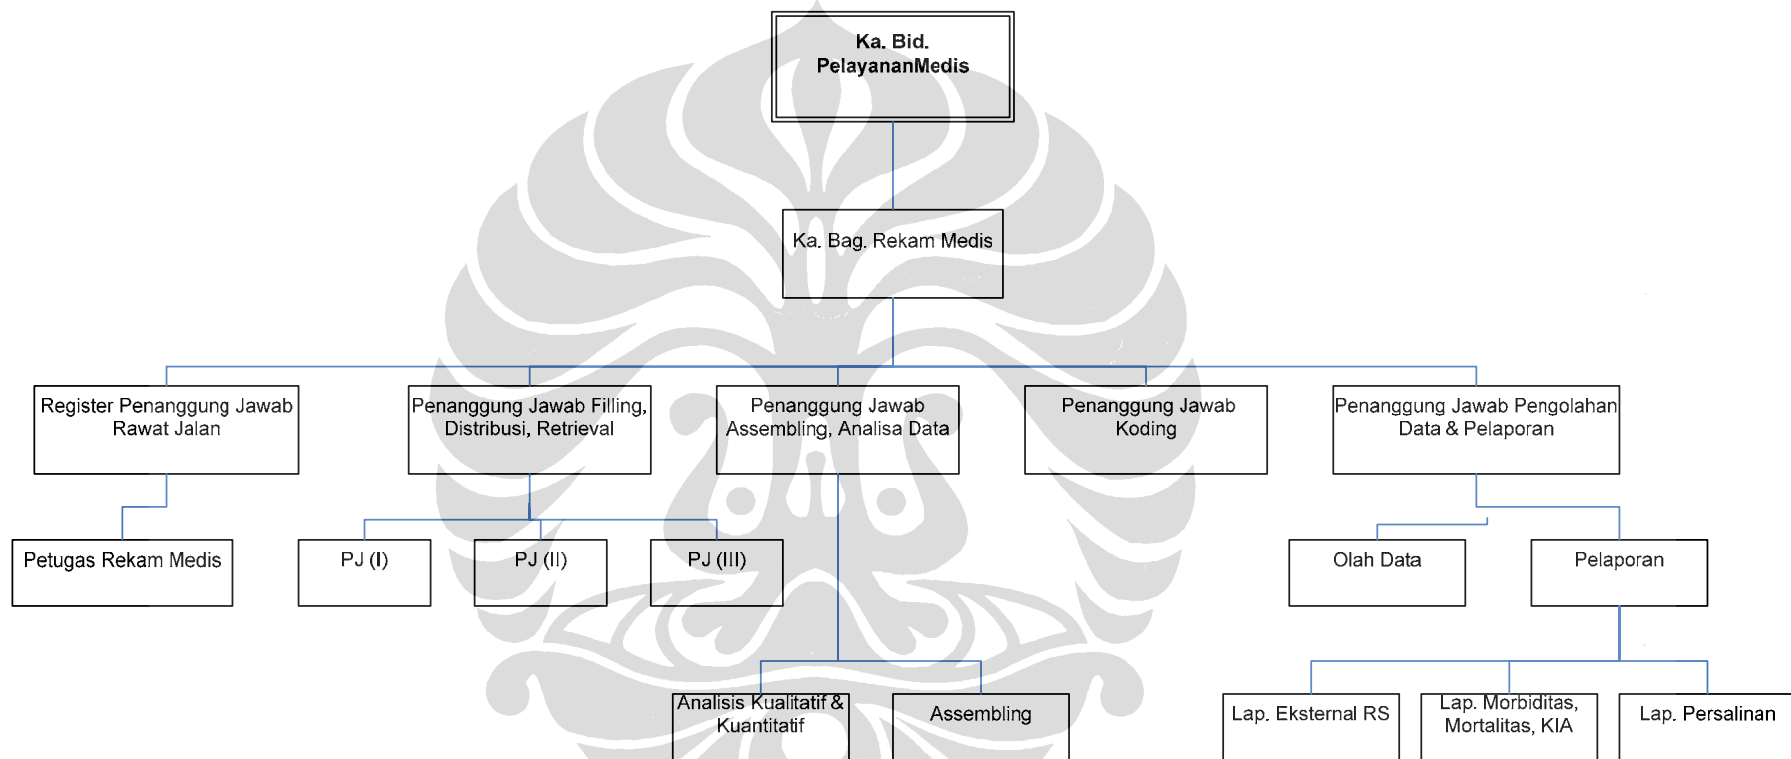 Ka. Bid.
PelayananMedis
Ka. Bag. Rekam Medis
Register Penanggung Jawab
Rawat Jalan
Penanggung Jawab Filling,
Distribusi, Retrieval
Penanggung Jawab
Assembling, Analisa Data
Penanggung Jawab
Koding
Penanggung Jawab Pengolahan
Data & Pelaporan
Petugas Rekam Medis
PJ (I)
PJ (II)
PJ (III)
Olah Data
Pelaporan
Analisis Kualitatif &
Kuantitatif
Assembling
Lap. Eksternal RS
Lap. Morbiditas,
Mortalitas, KIA
Lap. Persalinan